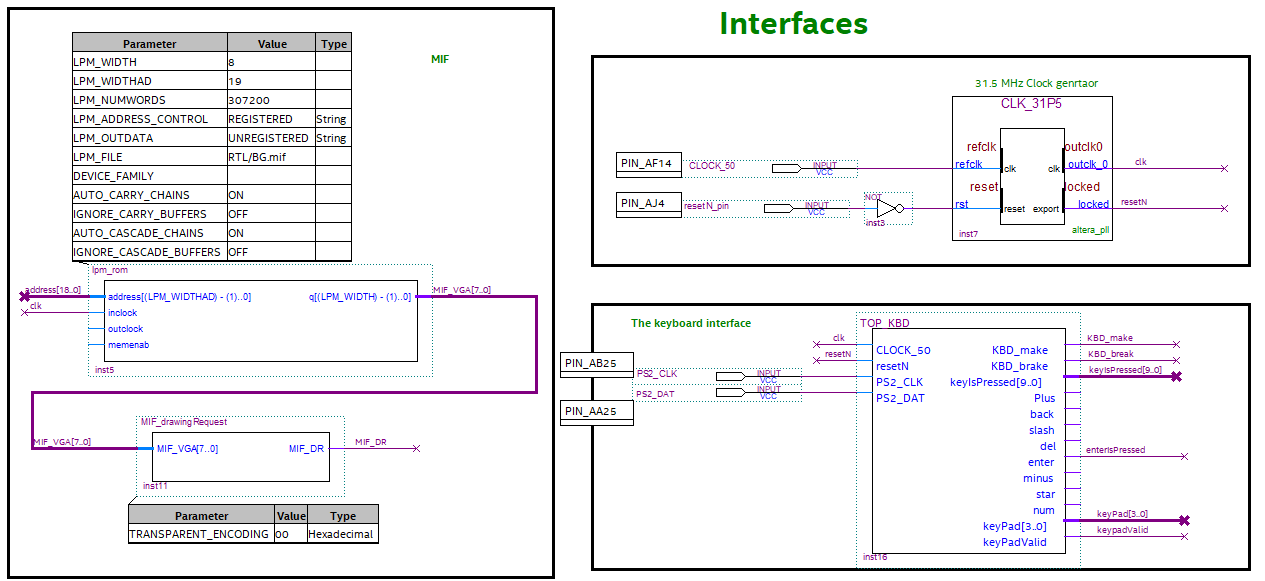 Interfaces
MIF
Parameter Value Type
LPM_WIDTH 8
LPM_WIDTHAD 19
LPM_NUMWORDS 307200
LPM_ADDRESS_CONTROL REGISTERED String
LPM_OUTDATA UNREGISTERED String
LPM_FILE RTL/BG.mif
DEVICE_FAMILY
AUTO_CARRY_CHAINS ON
IGNORE_CARRY_BUFFERS OFF
AUTO_CASCADE_CHAINS ON
IGNORE_CASCADE_BUFFERS OFF
lpm_rom
address[18..0]
address[(LPM_WIDTHAD) - (1)..0] q[(LPM_WIDTH) - (1)..0]
MIF_VGA[7..0]
clk
inclock
outclock
memenab
inst5
MIF_drawingRequest
MIF_VGA[7..0]
MIF_VGA[7..0] MIF_DR
MIF_DR
inst11
Parameter Value Type
TRANSPARENT_ENCODING 00 Hexadecimal
31.5 MHz Clock genrtaor
CLK_31P5
PIN_AF14
CLOCK_50
INPUT
VCC
refclk outclk0
refclk outclk_0
clk clk
clk
PIN_AJ4
resetN_pin
INPUT
VCC
NOT
inst3
reset locked
rst locked
reset export
resetN
inst7
altera_pll
The keyboard interface
TOP_KBD
clk
CLOCK_50 KBD_make
KBD_make
resetN
resetN KBD_brake
KBD_break
PIN_AB25
PS2_CLK
INPUT
VCC
PS2_CLK keyIsPressed[9..0]
keyIsPressed[9..0]
PIN_AA25
PS2_DAT
INPUT
VCC
PS2_DAT Plus
back
slash
del
enter
enterIsPressed
minus
star
num
keyPad[3..0]
keyPad[3..0]
keyPadValid
keypadValid
inst16